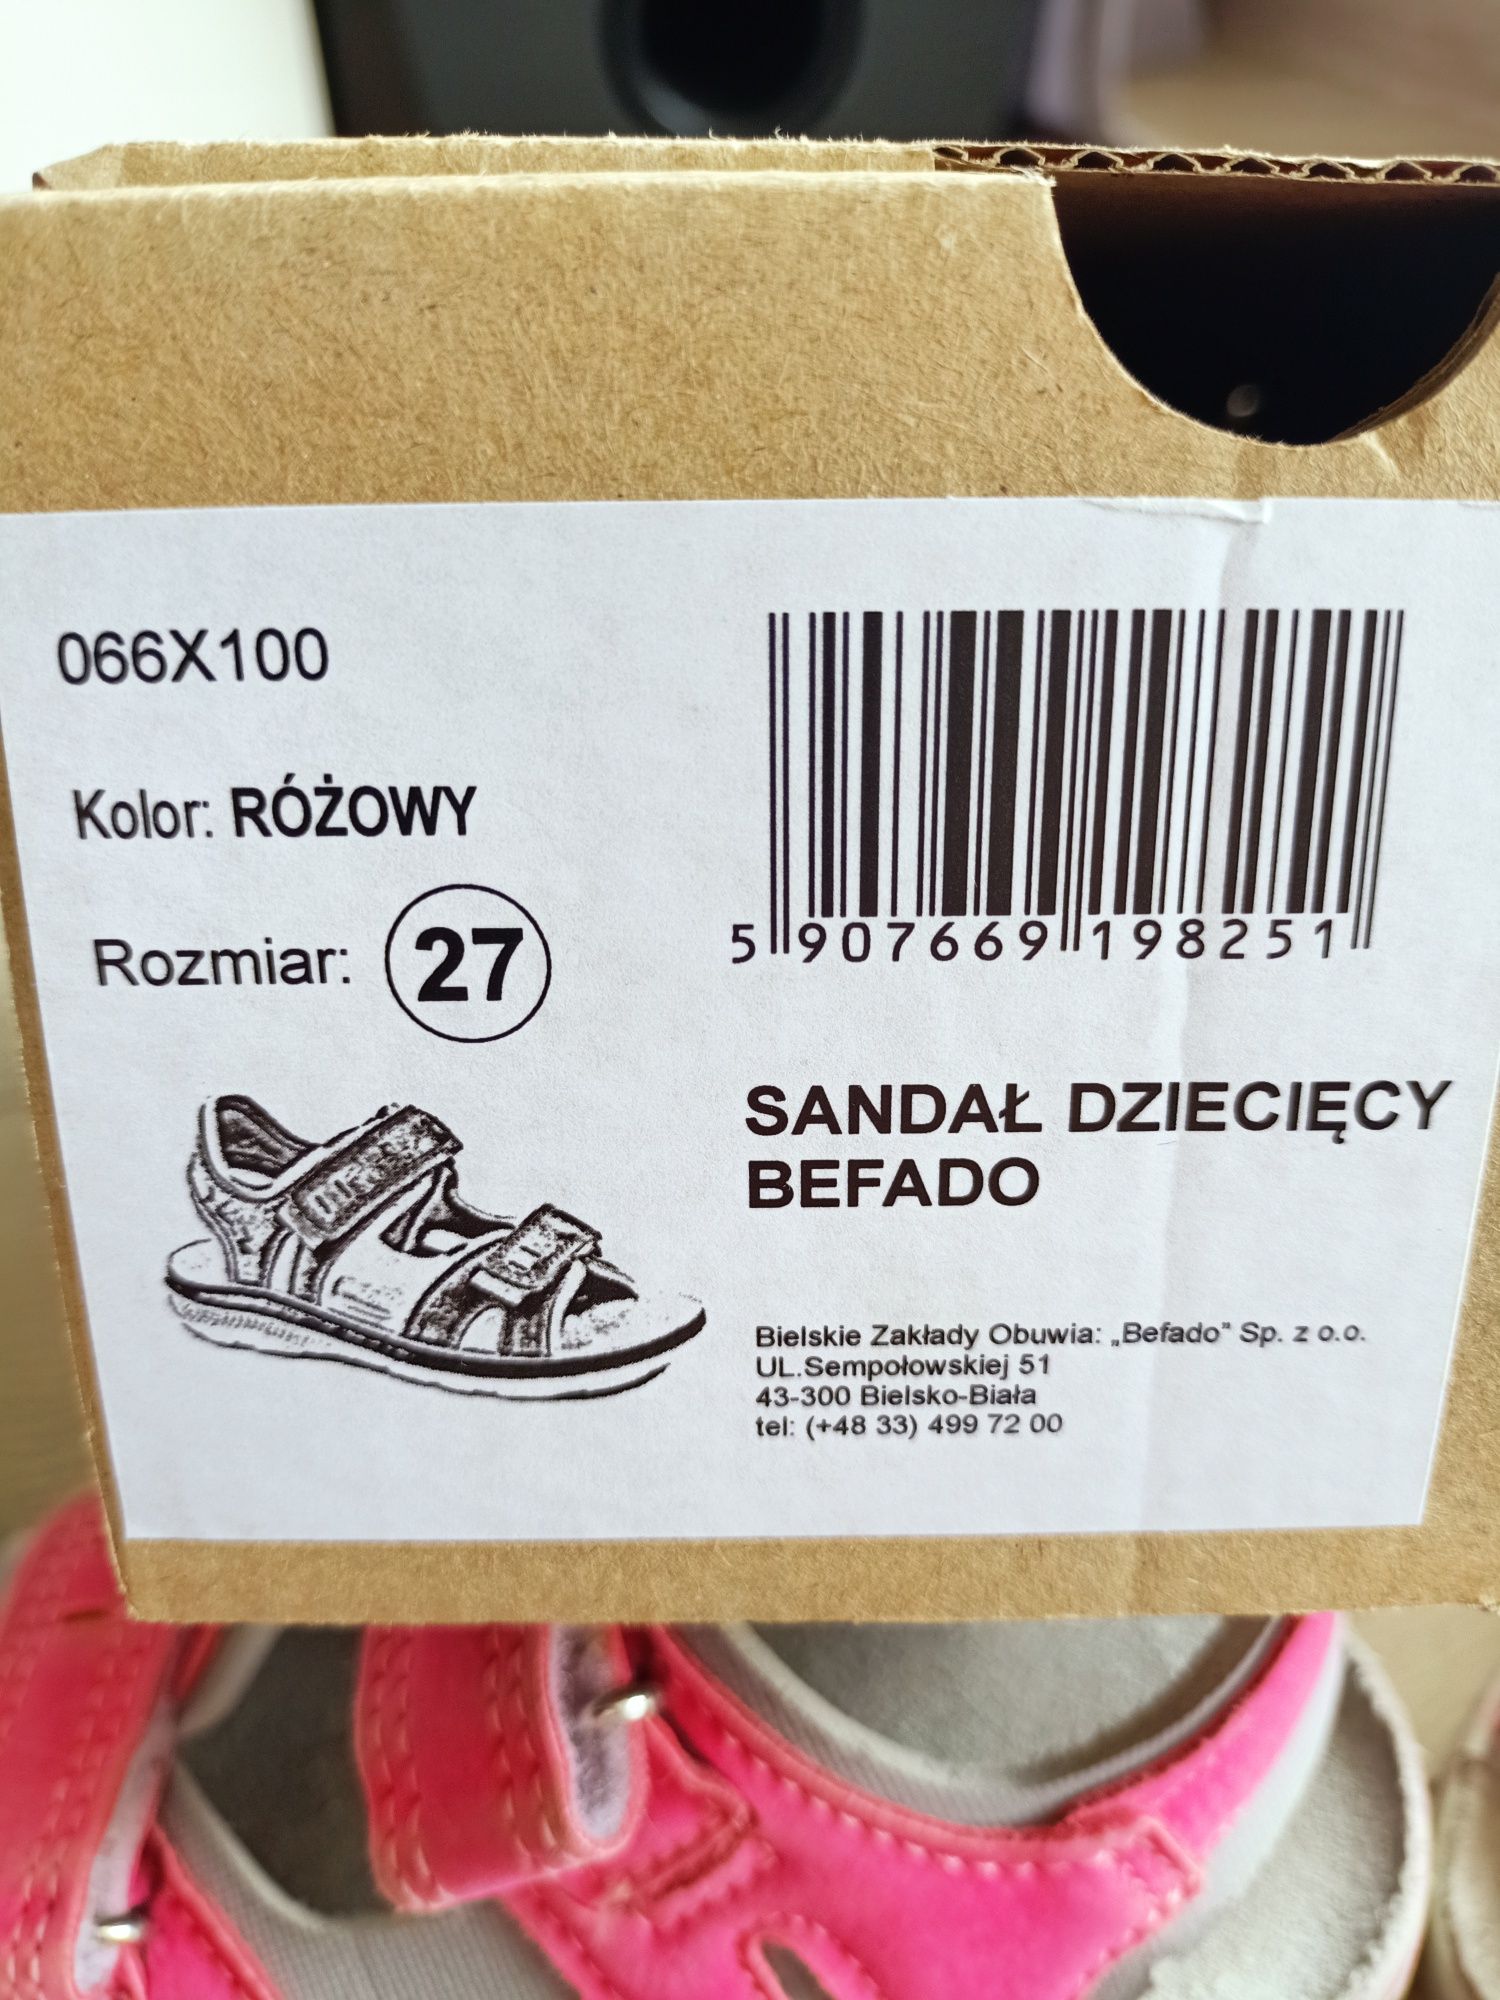 066X100
Kolor: RÓŻOWY
Rozmiar: 27
5 907669 198251
SANDAŁ DZIECIĘCY
BEFADO
Bielskie Zakłady Obuwia: „Befado" Sp. z o.o.
UL.Sempołowskiej 51
43-300 Bielsko-Biała
tel: (+48 33) 499 72 00